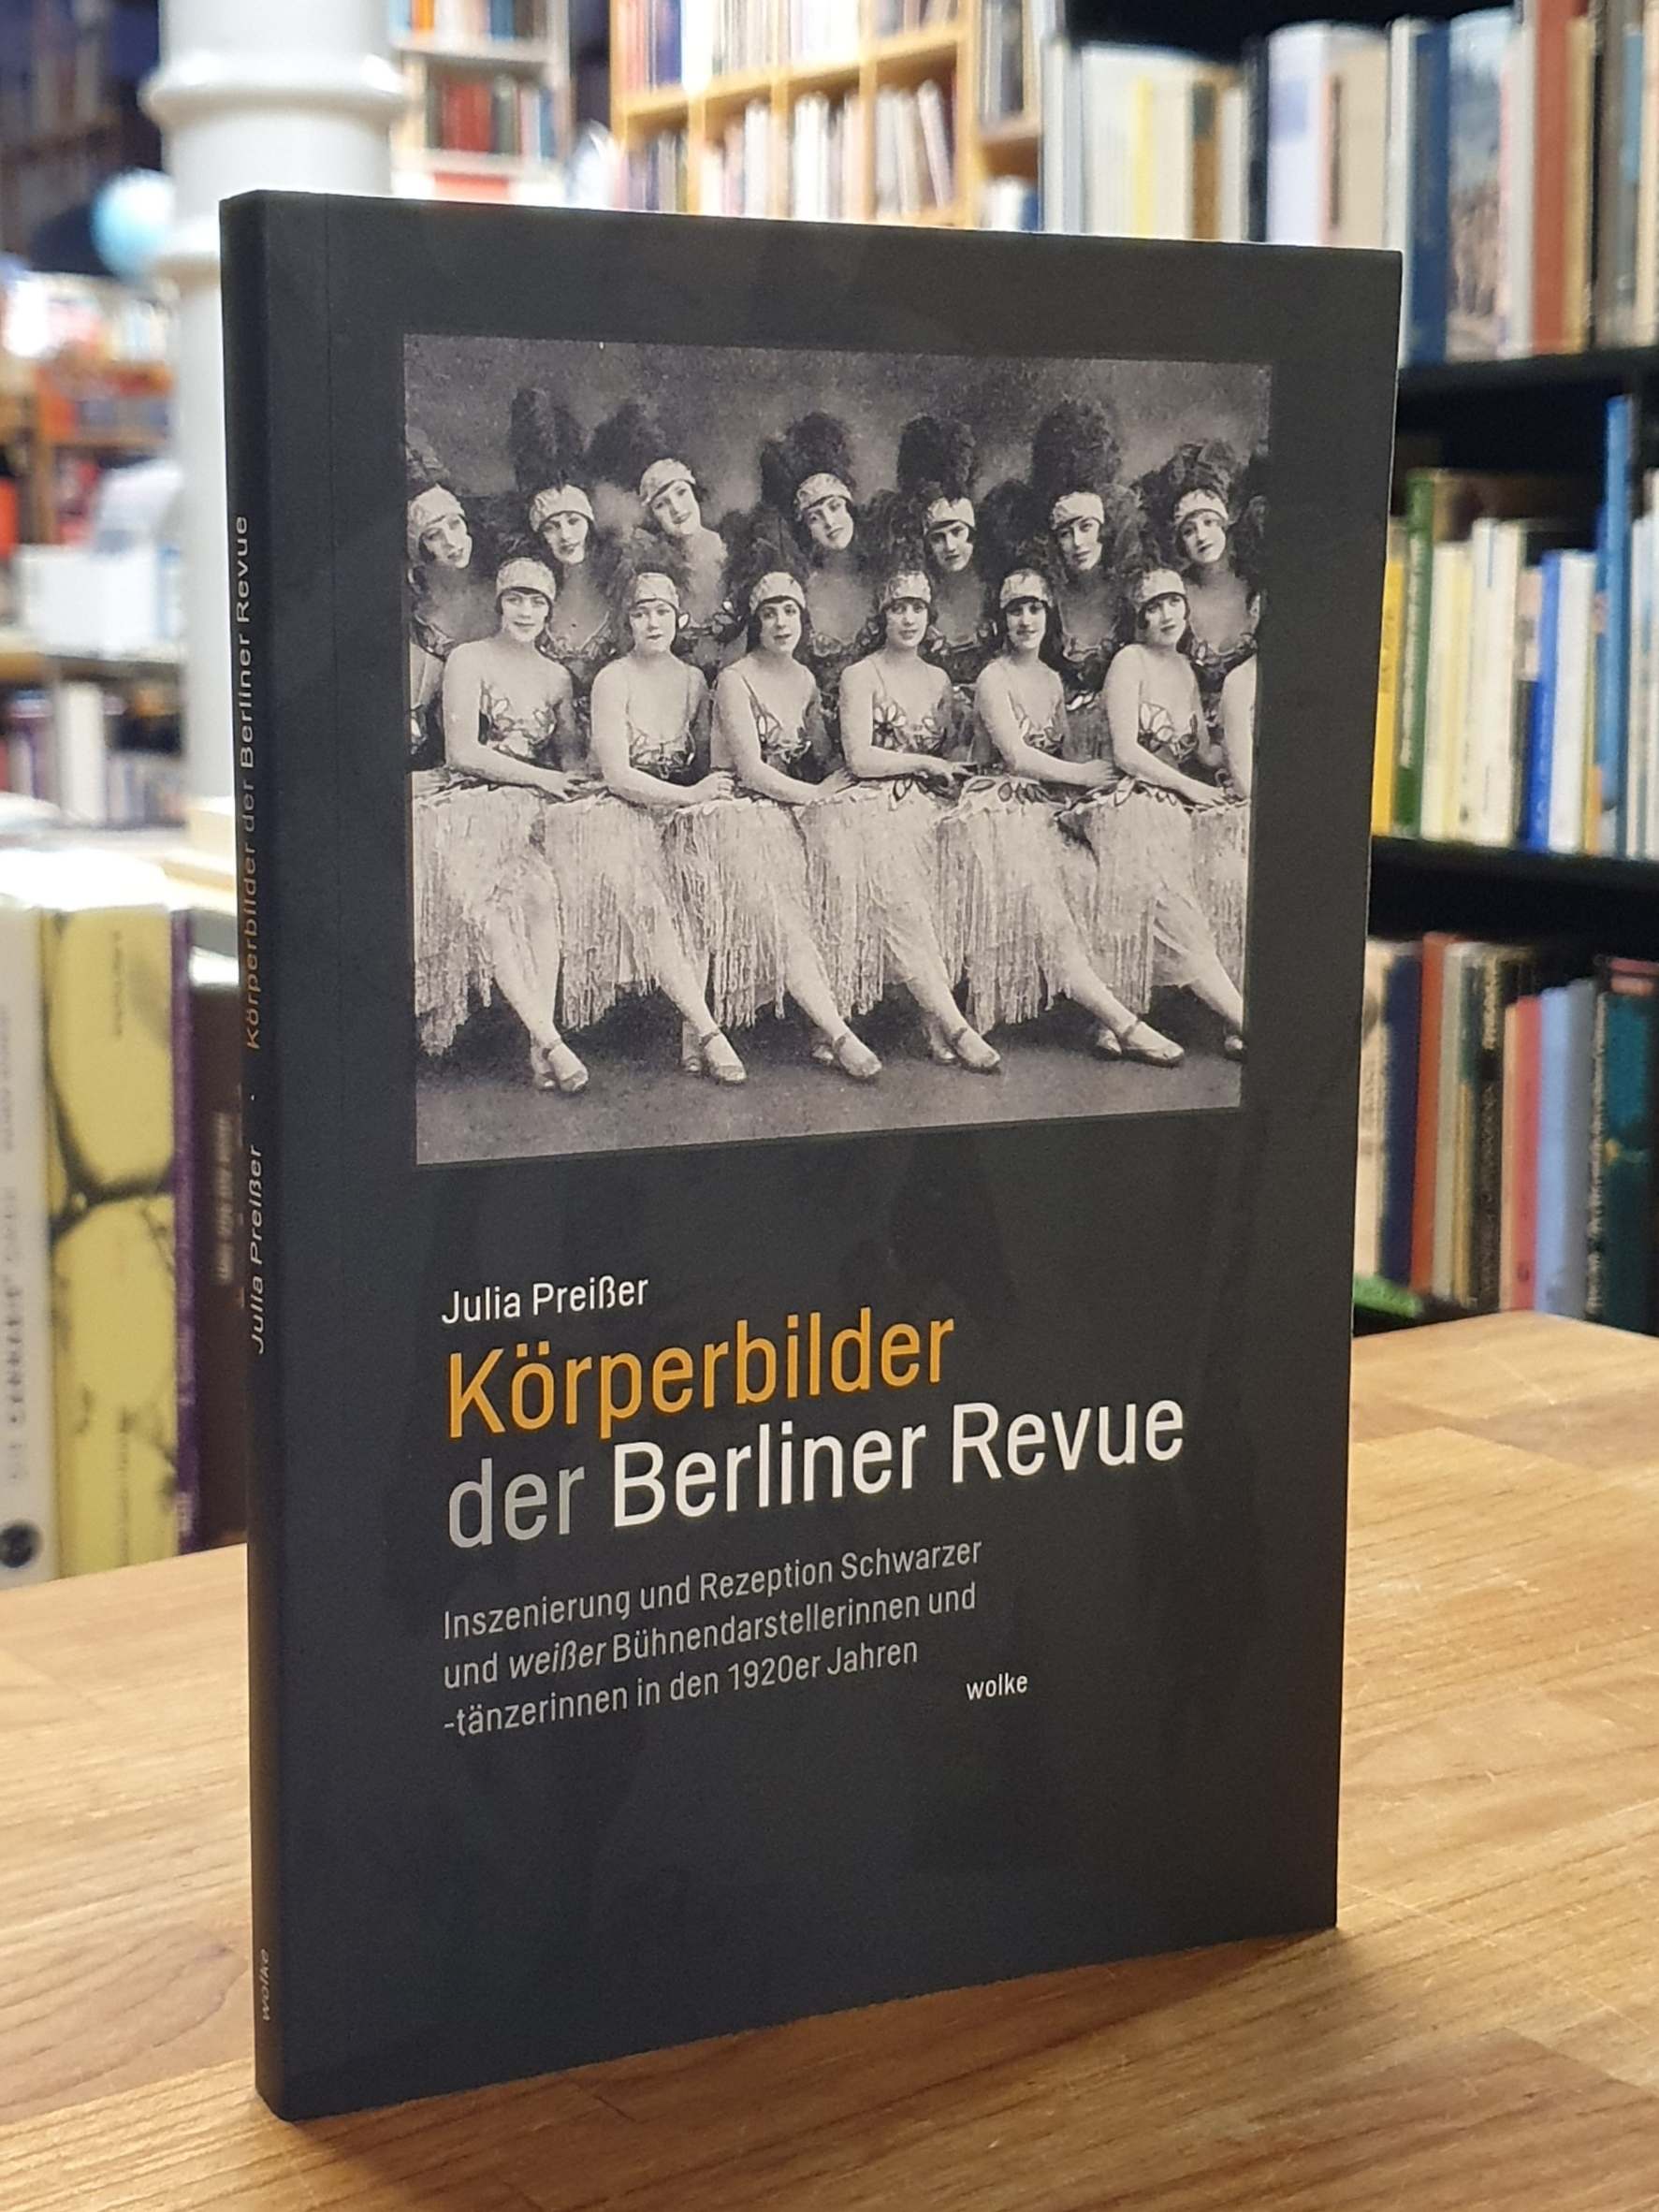 Julia Preißer
Körperbilder
der Berliner Revue
Inszenierung und Rezeption Schwarzer
und weißer Bühnendarstellerinnen und
-tänzerinnen in den 1920er Jahren
wolke
Julia Preißer · Körperbilder der Berliner Revue
wolke